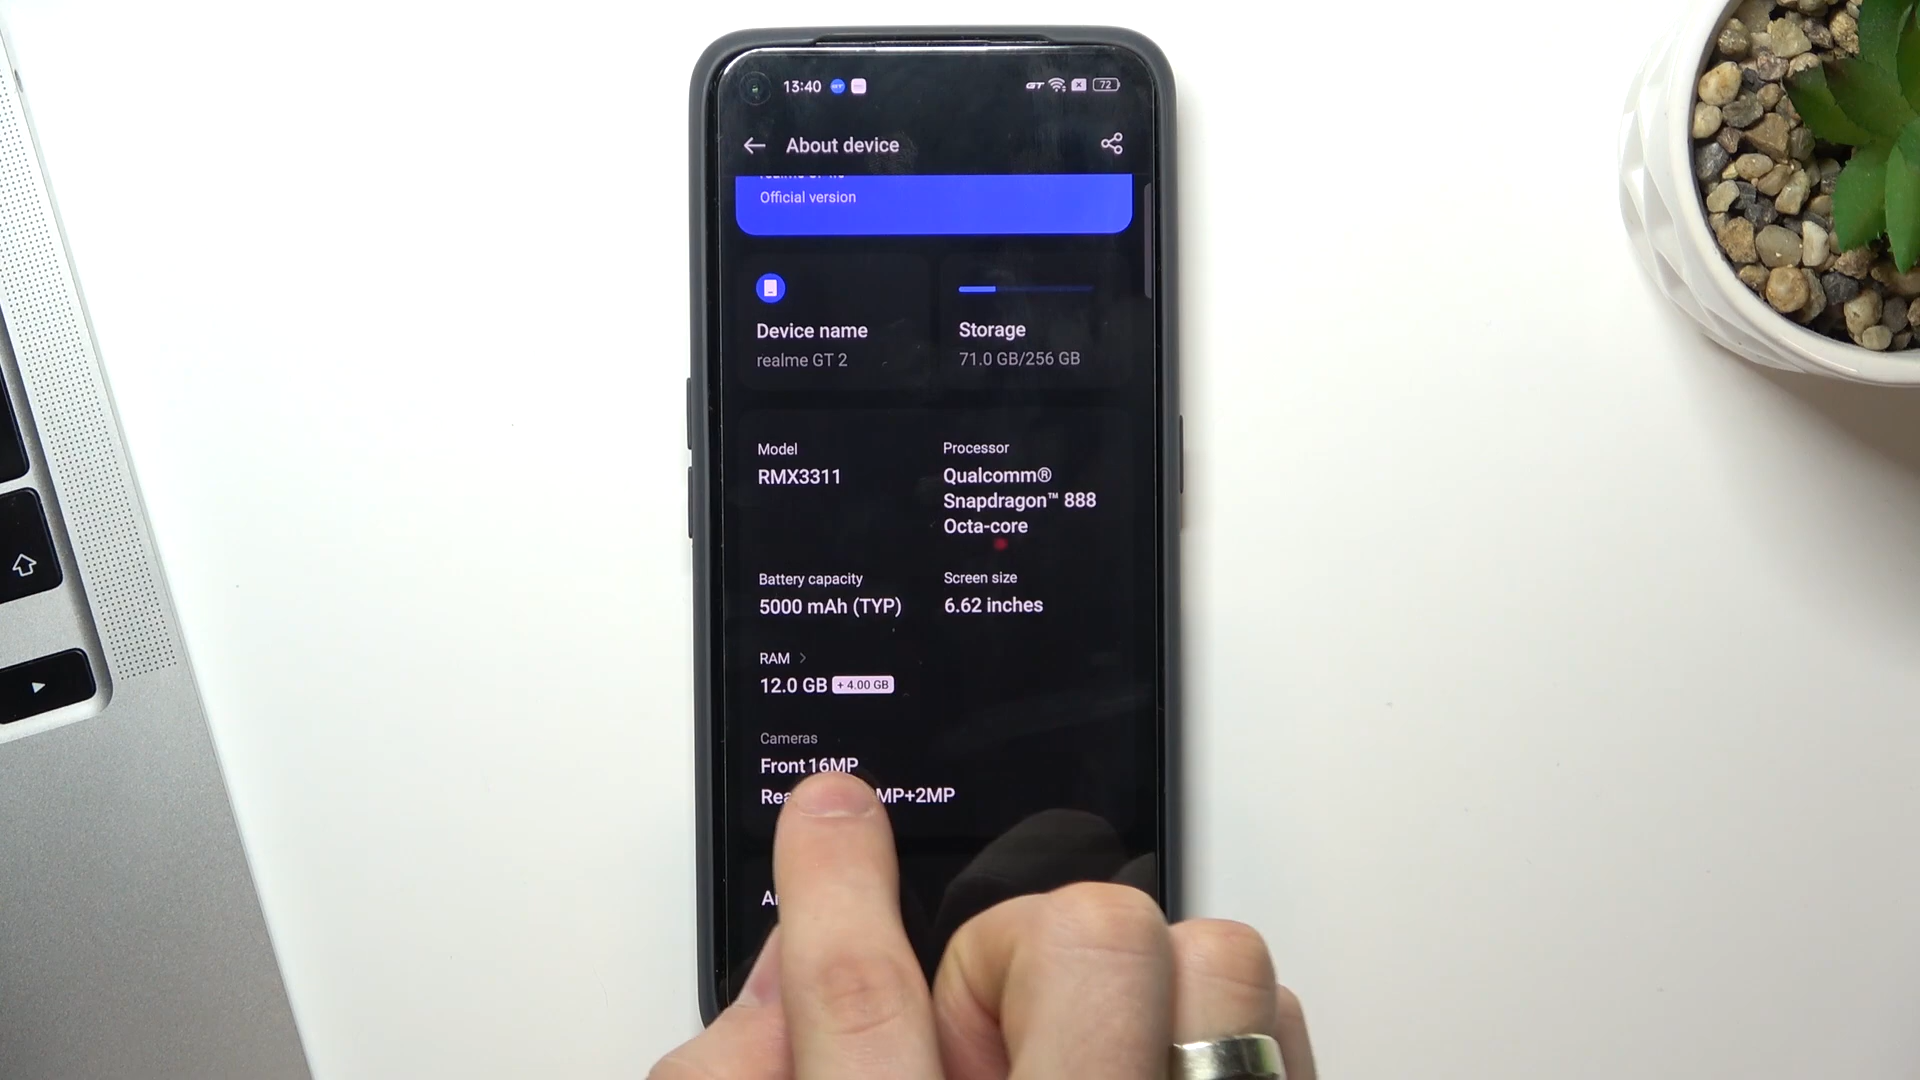 13:40
GT
72
About device
Official version
Device name
realme GT 2
Storage
71.0 GB/256 GB
Model
RMX3311
Processor
Qualcomm®
Snapdragon™ 888
Octa-core
Battery capacity
5000 mAh (TYP)
Screen size
6.62 inches
RAM >
12.0 GB + 4.00 GB
Cameras
Front 16MP
MP+2MP